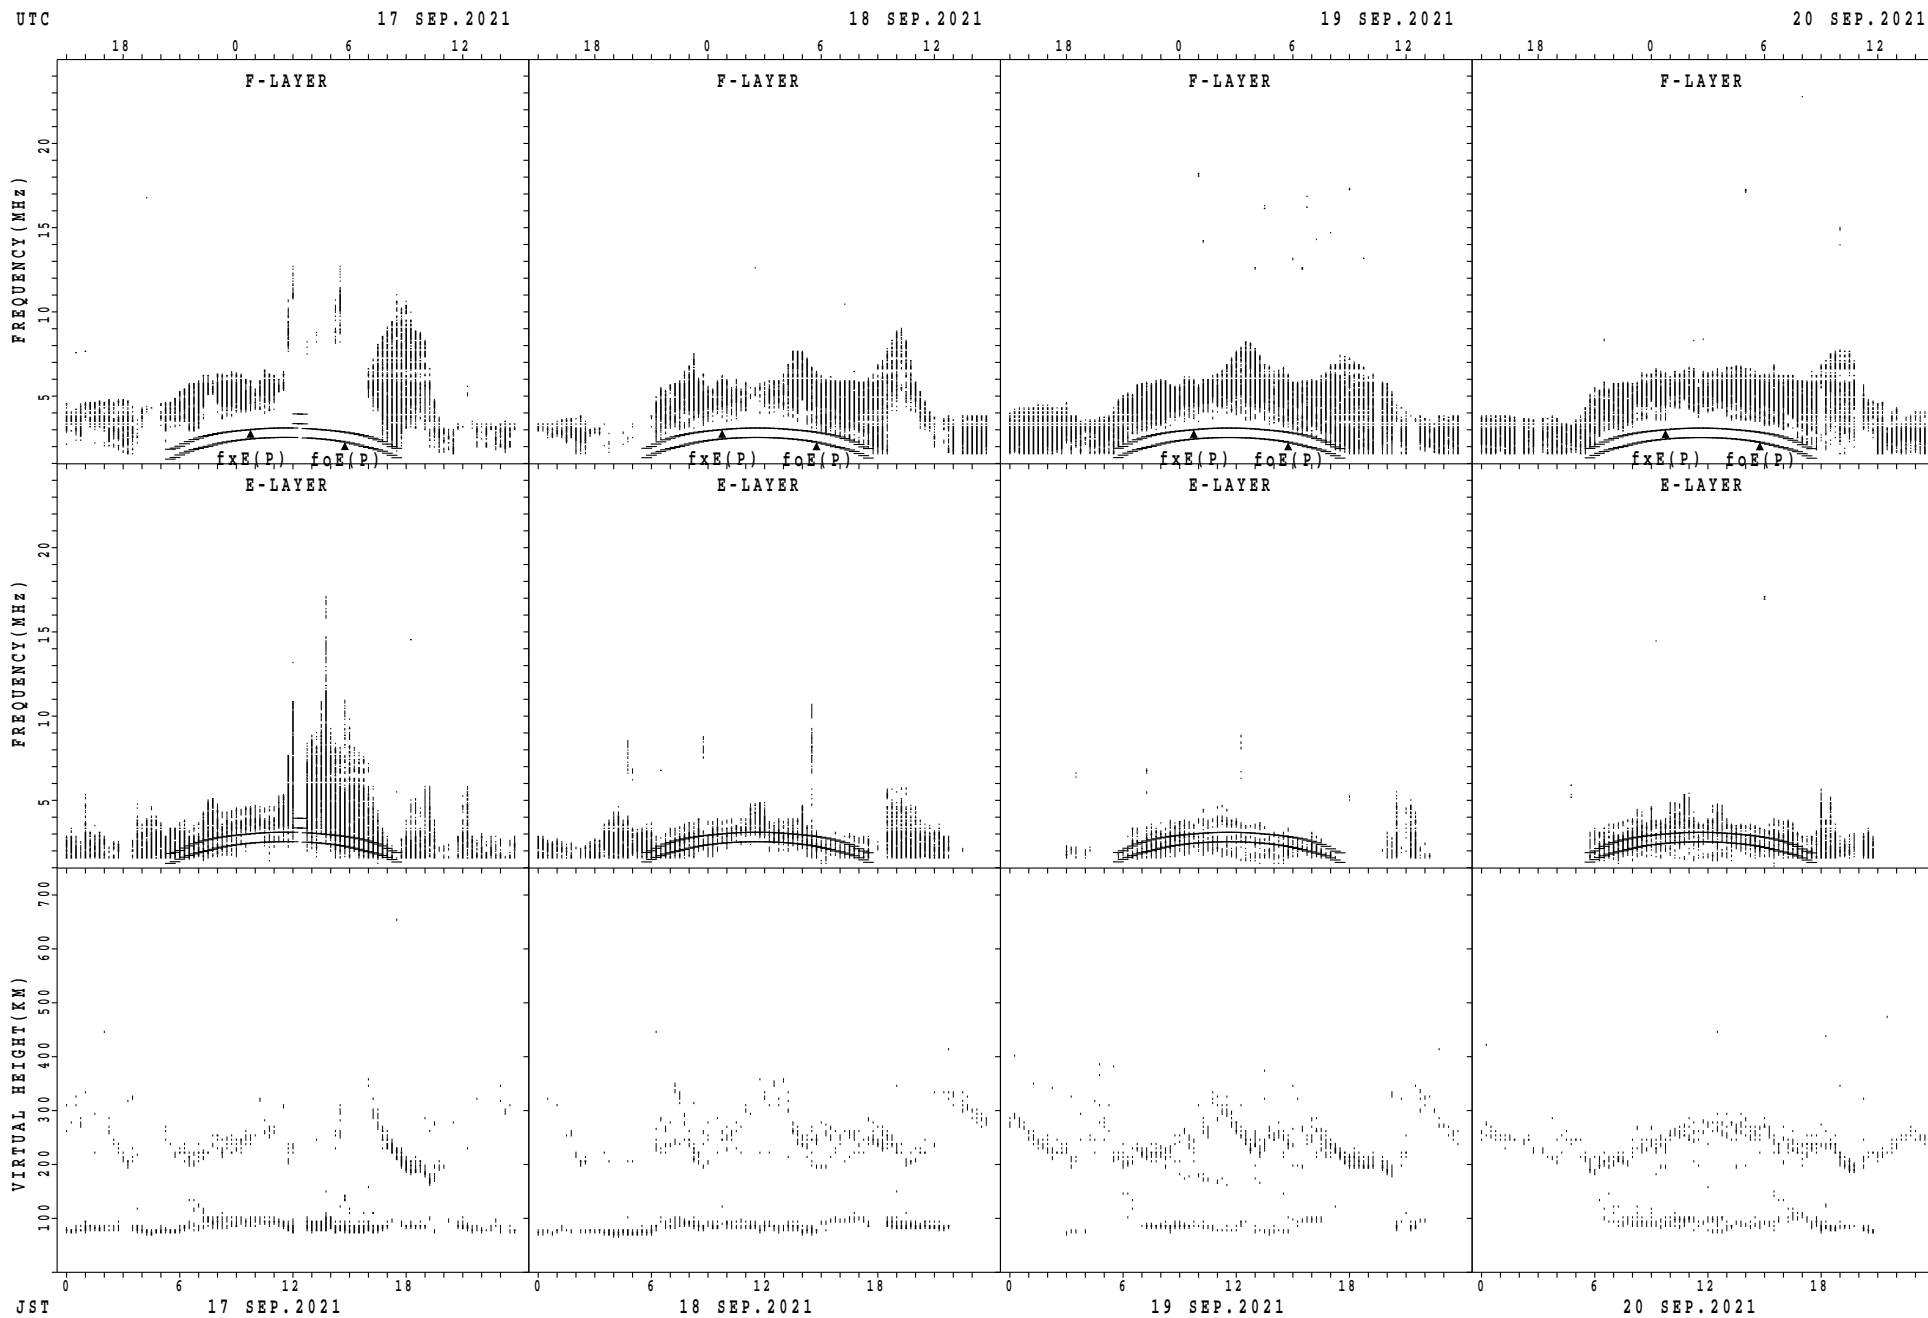 UTC 17 SEP.2021 18 SEP.2021 19 SEP.2021 20 SEP.2021
18 0 6 12 18 0 6 12 18 0 6 12 18 0 6 12
F-LAYER F-LAYER F-LAYER F-LAYER
FREQUENCY(MHz)
20
15
10
5
fxE(P) foE(P) fxE(P) foE(P) fxE(P) foE(P) fxE(P) foE(P)
E-LAYER E-LAYER E-LAYER E-LAYER
FREQUENCY(MHz)
20
15
10
5
VIRTUAL HEIGHT(KM)
700
600
500
400
300
200
100
0 6 12 18 0 6 12 18 0 6 12 18 0 6 12 18
JST 17 SEP.2021 18 SEP.2021 19 SEP.2021 20 SEP.2021